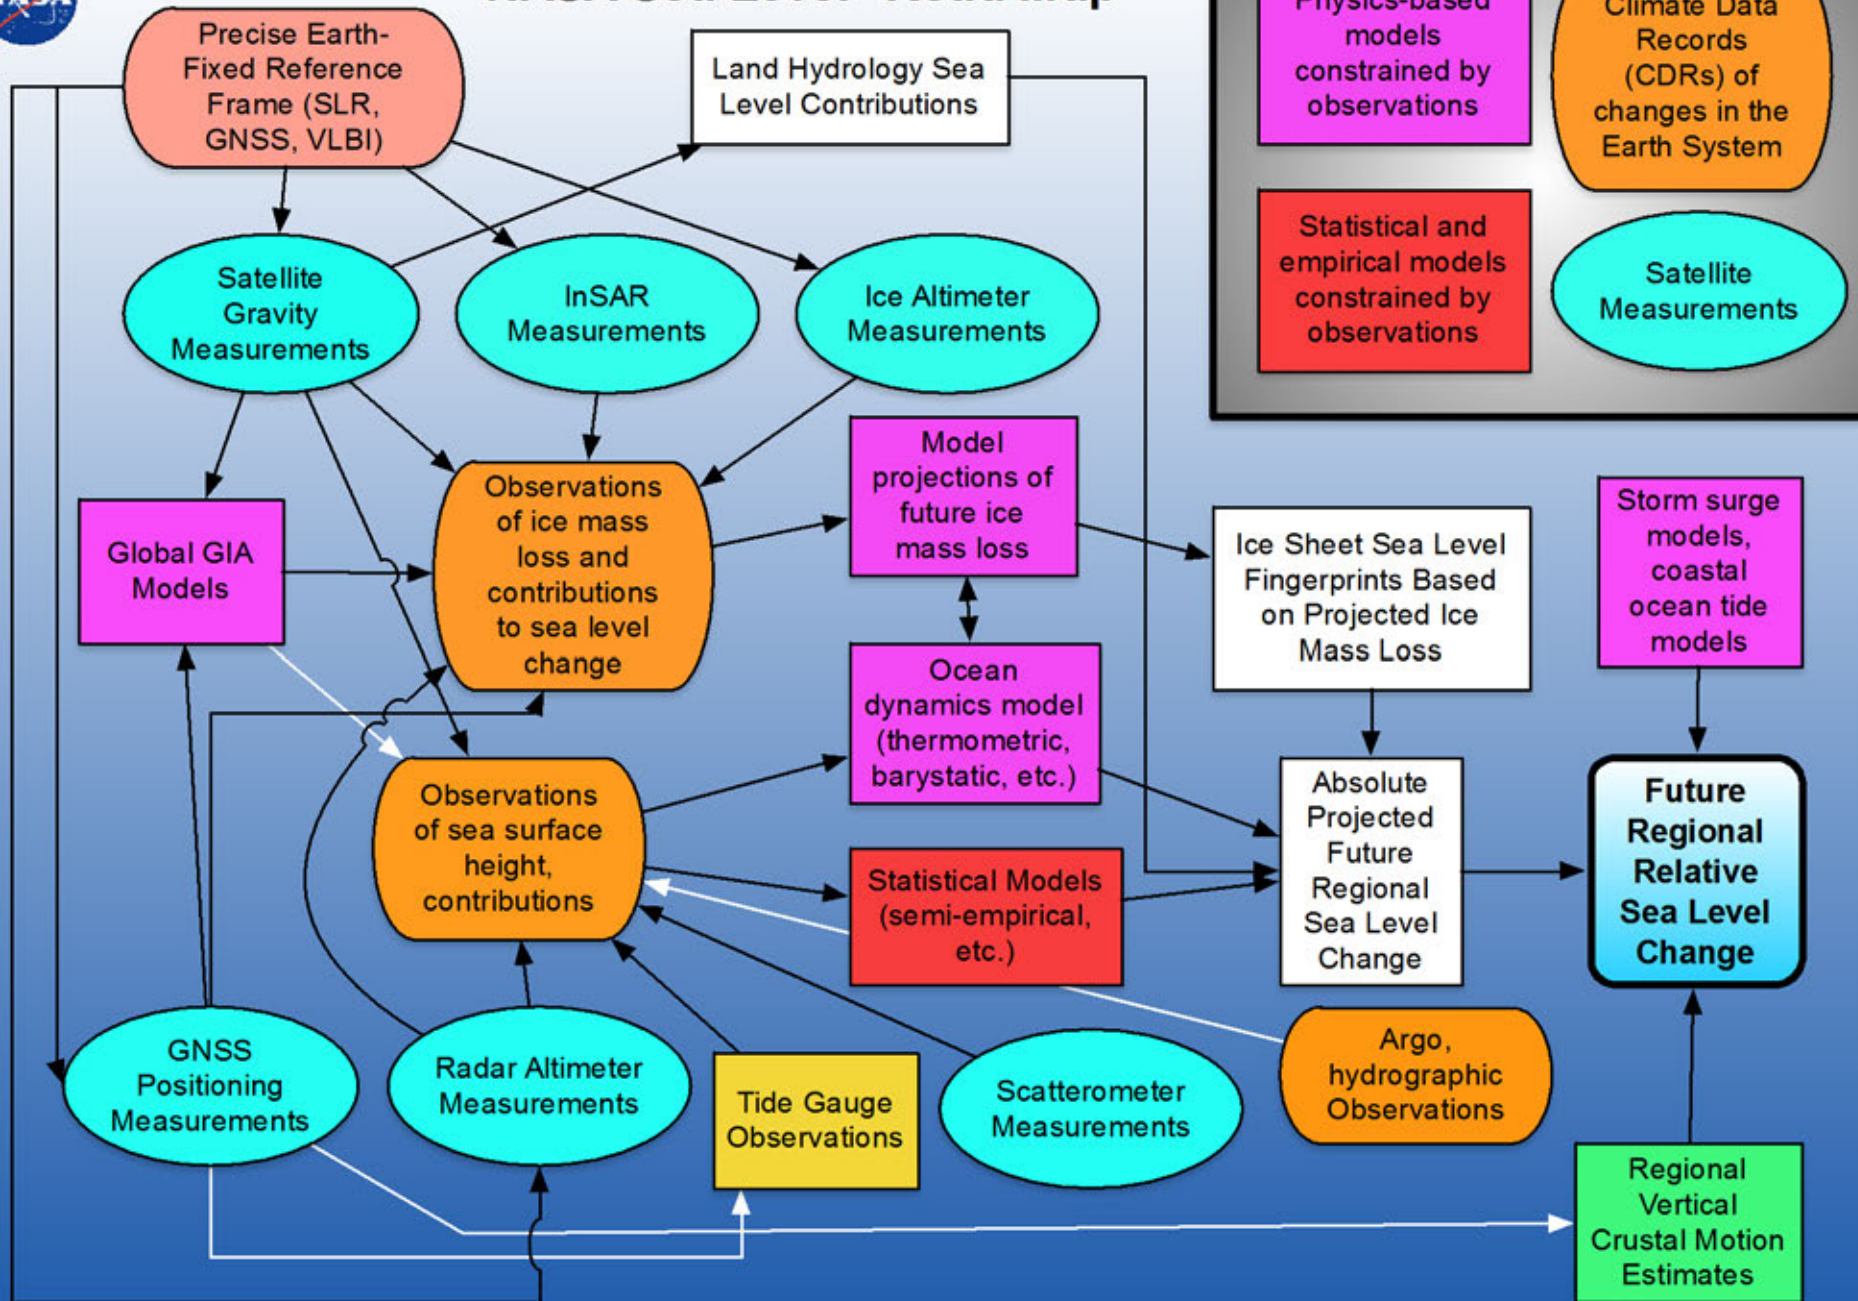 Precise Earth-
Fixed Reference
Frame (SLR,
GNSS, VLBI)
Land Hydrology Sea
Level Contributions
Physics-based
models
constrained by
observations
Climate Data
Records
(CDRs) of
changes in the
Earth System
Statistical and
empirical models
constrained by
observations
Satellite
Measurements
Satellite
Gravity
Measurements
InSAR
Measurements
Ice Altimeter
Measurements
Global GIA
Models
Observations
of ice mass
loss and
contributions
to sea level
change
Model
projections of
future ice
mass loss
Ice Sheet Sea Level
Fingerprints Based
on Projected Ice
Mass Loss
Storm surge
models,
coastal
ocean tide
models
Ocean
dynamics model
(thermometric,
barystatic, etc.)
Observations
of sea surface
height,
contributions
Statistical Models
(semi-empirical,
etc.)
Absolute
Projected
Future
Regional
Sea Level
Change
Future
Regional
Relative
Sea Level
Change
GNSS
Positioning
Measurements
Radar Altimeter
Measurements
Tide Gauge
Observations
Scatterometer
Measurements
Argo,
hydrographic
Observations
Regional
Vertical
Crustal Motion
Estimates